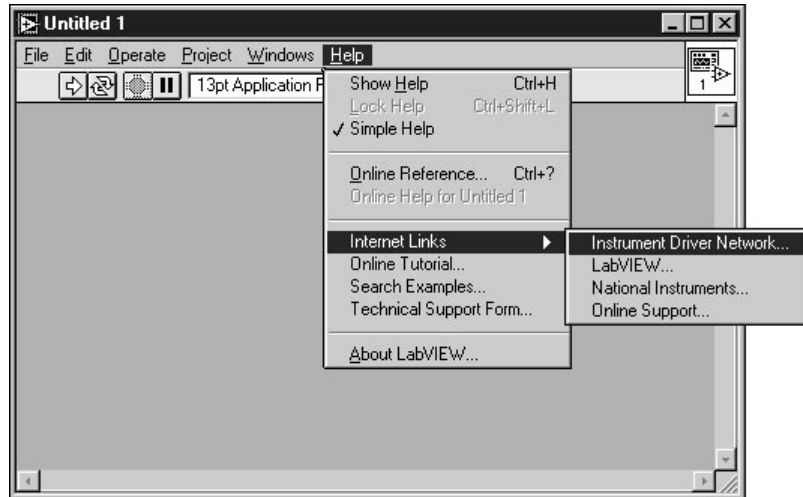 Untitled 1
File Edit Operate Project Windows Help
13pt Application F
1
Show Help Ctrl+H
Lock Help Ctrl+Shift+L
✓ Simple Help
Online Reference... Ctrl+?
Online Help for Untitled 1
Internet Links
Instrument Driver Network...
Online Tutorial...
LabVIEW...
Search Examples...
National Instruments...
Technical Support Form...
Online Support...
About LabVIEW...